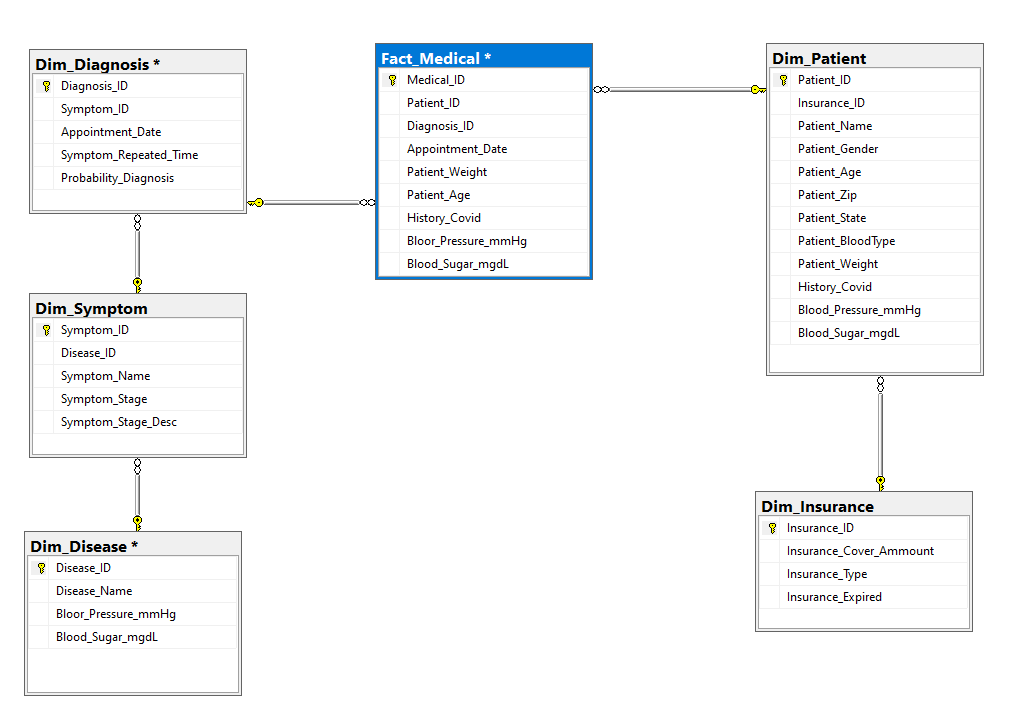 Dim_Diagnosis *
Diagnosis_ID
Symptom_ID
Appointment_Date
Symptom_Repeated_Time
Probability_Diagnosis
Fact_Medical *
Medical_ID
Patient_ID
Diagnosis_ID
Appointment_Date
Patient_Weight
Patient_Age
History_Covid
Bloor_Pressure_mmHg
Blood_Sugar_mgdL
Dim_Patient
Patient_ID
Insurance_ID
Patient_Name
Patient_Gender
Patient_Age
Patient_Zip
Patient_State
Patient_BloodType
Patient_Weight
History_Covid
Blood_Pressure_mmHg
Blood_Sugar_mgdL
Dim_Symptom
Symptom_ID
Disease_ID
Symptom_Name
Symptom_Stage
Symptom_Stage_Desc
Dim_Disease *
Disease_ID
Disease_Name
Bloor_Pressure_mmHg
Blood_Sugar_mgdL
Dim_Insurance
Insurance_ID
Insurance_Cover_Ammount
Insurance_Type
Insurance_Expired